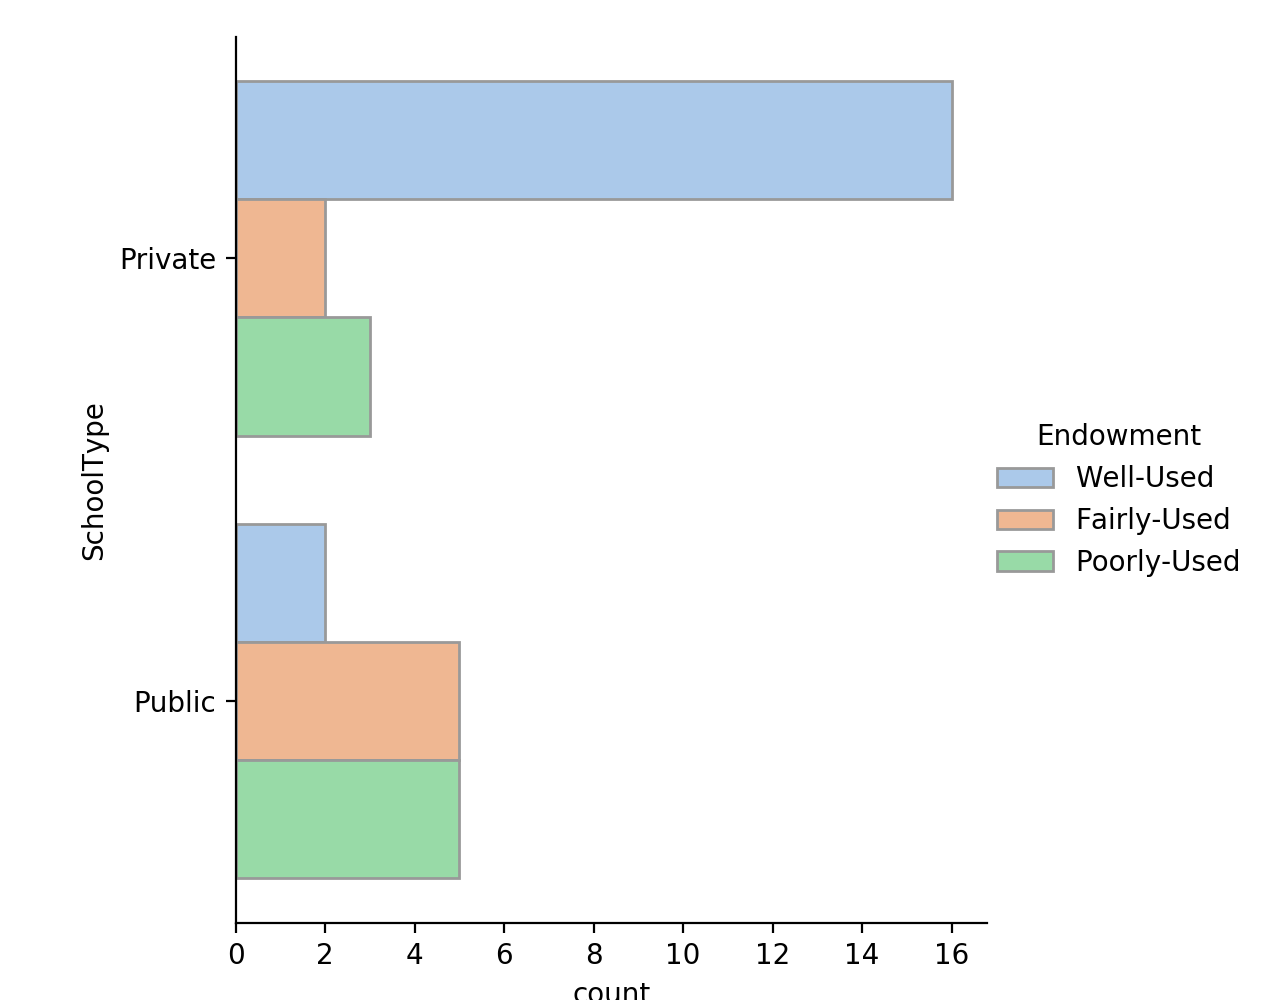 Private
Public
SchoolType
0 2 4 6 8 10 12 14 16
count
Endowment
Well-Used
Fairly-Used
Poorly-Used